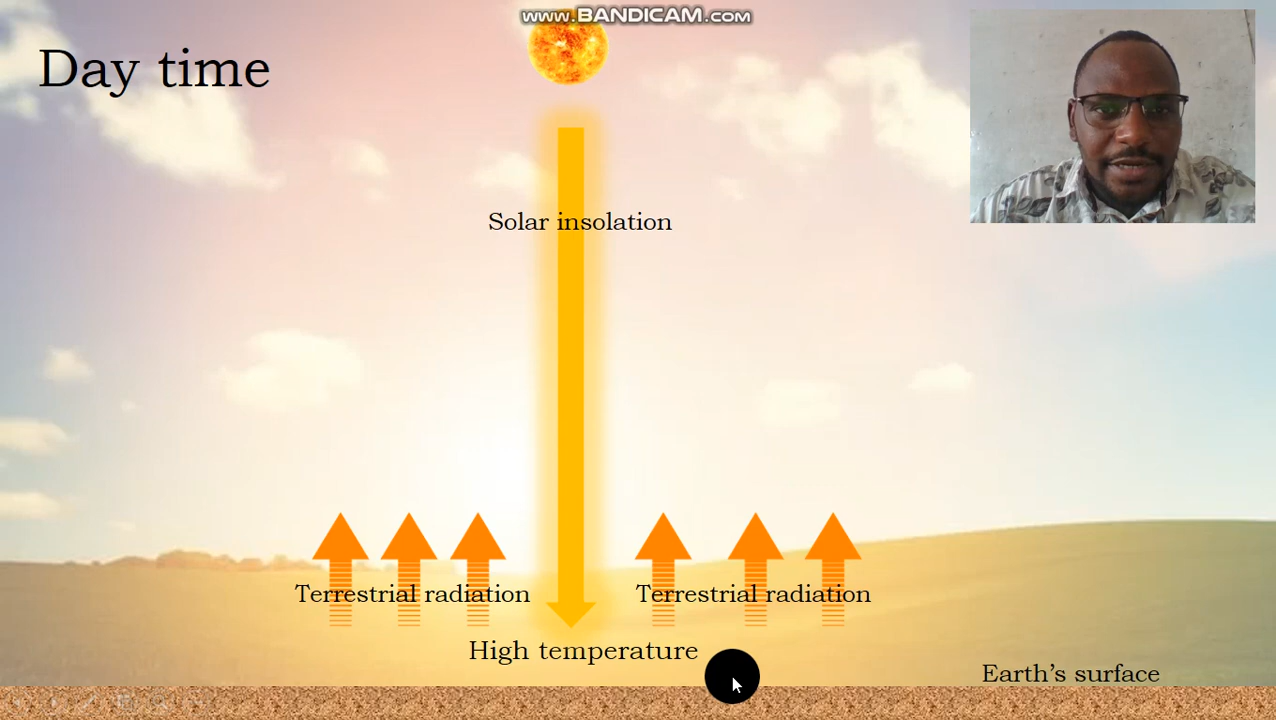 www.BANDICAM.com
Day time
Solar insolation
Terrestrial radiation
Terrestrial radiation
High temperature
Earth's surface